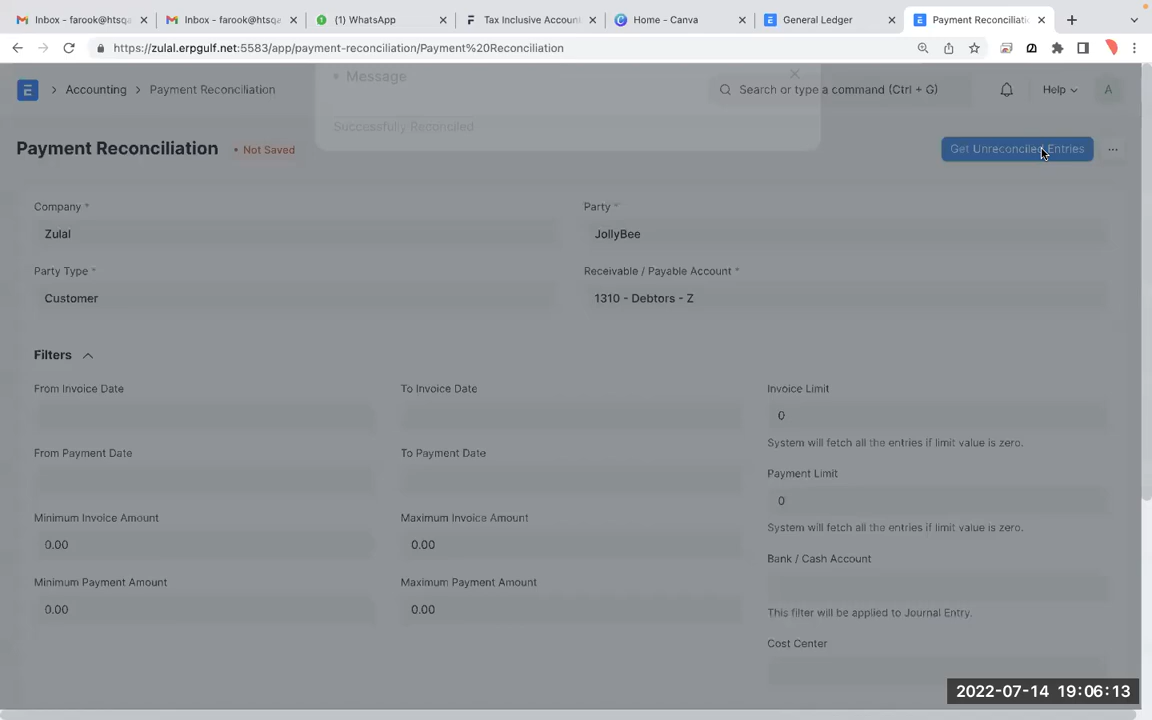 Inbox - farook@htsqa
Inbox - farook@htsq
(1) WhatsApp
Tax Inclusive Accoun
Home - Canva
General Ledger
Payment Reconciliati
https://zulal.erpgulf.net:5583/app/payment-reconciliation/Payment%20Reconciliation
Accounting
Payment Reconciliation
Message
Search or type a command (Ctrl + G)
Help
A
Successfully Reconciled
Payment Reconciliation
Not Saved
Get Unreconciled Entries
Company *
Party *
Zulal
JollyBee
Party Type *
Receivable / Payable Account *
Customer
1310 - Debtors - Z
Filters
From Invoice Date
To Invoice Date
Invoice Limit
0
System will fetch all the entries if limit value is zero.
From Payment Date
To Payment Date
Payment Limit
0
System will fetch all the entries if limit value is zero.
Minimum Invoice Amount
Maximum Invoice Amount
0.00
0.00
Bank / Cash Account
Minimum Payment Amount
Maximum Payment Amount
0.00
0.00
This filter will be applied to Journal Entry.
Cost Center
2022-07-14 19:06:13